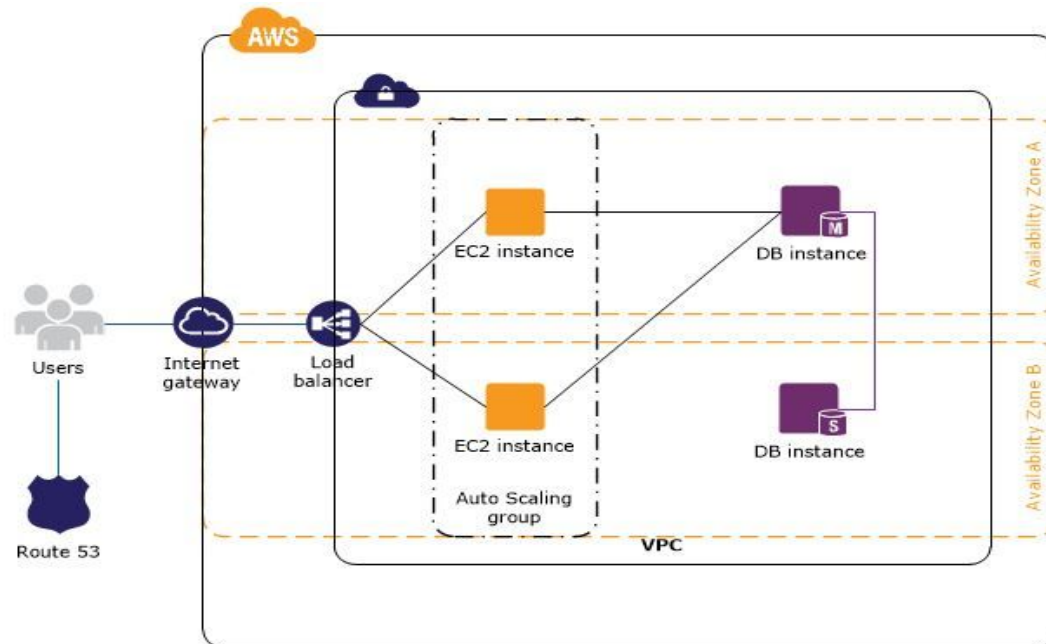 AWS
Availability Zone A
EC2 instance
M
DB instance
Users
Internet
gateway
Load
balancer
Availability Zone B
EC2 instance
S
DB instance
Auto Scaling
group
Route 53
VPC